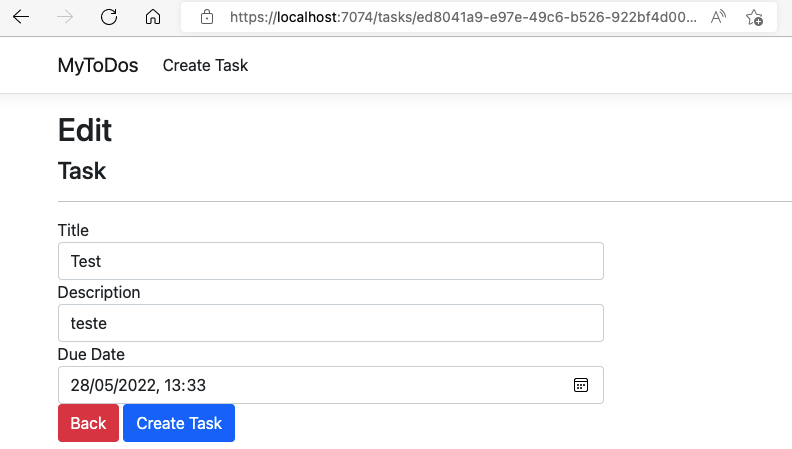 https://localhost:7074/tasks/ed8041a9-e97e-49c6-b526-922bf4d00...
MyToDos Create Task
Edit
Task
Title
Test
Description
teste
Due Date
28/05/2022, 13:33
Back Create Task